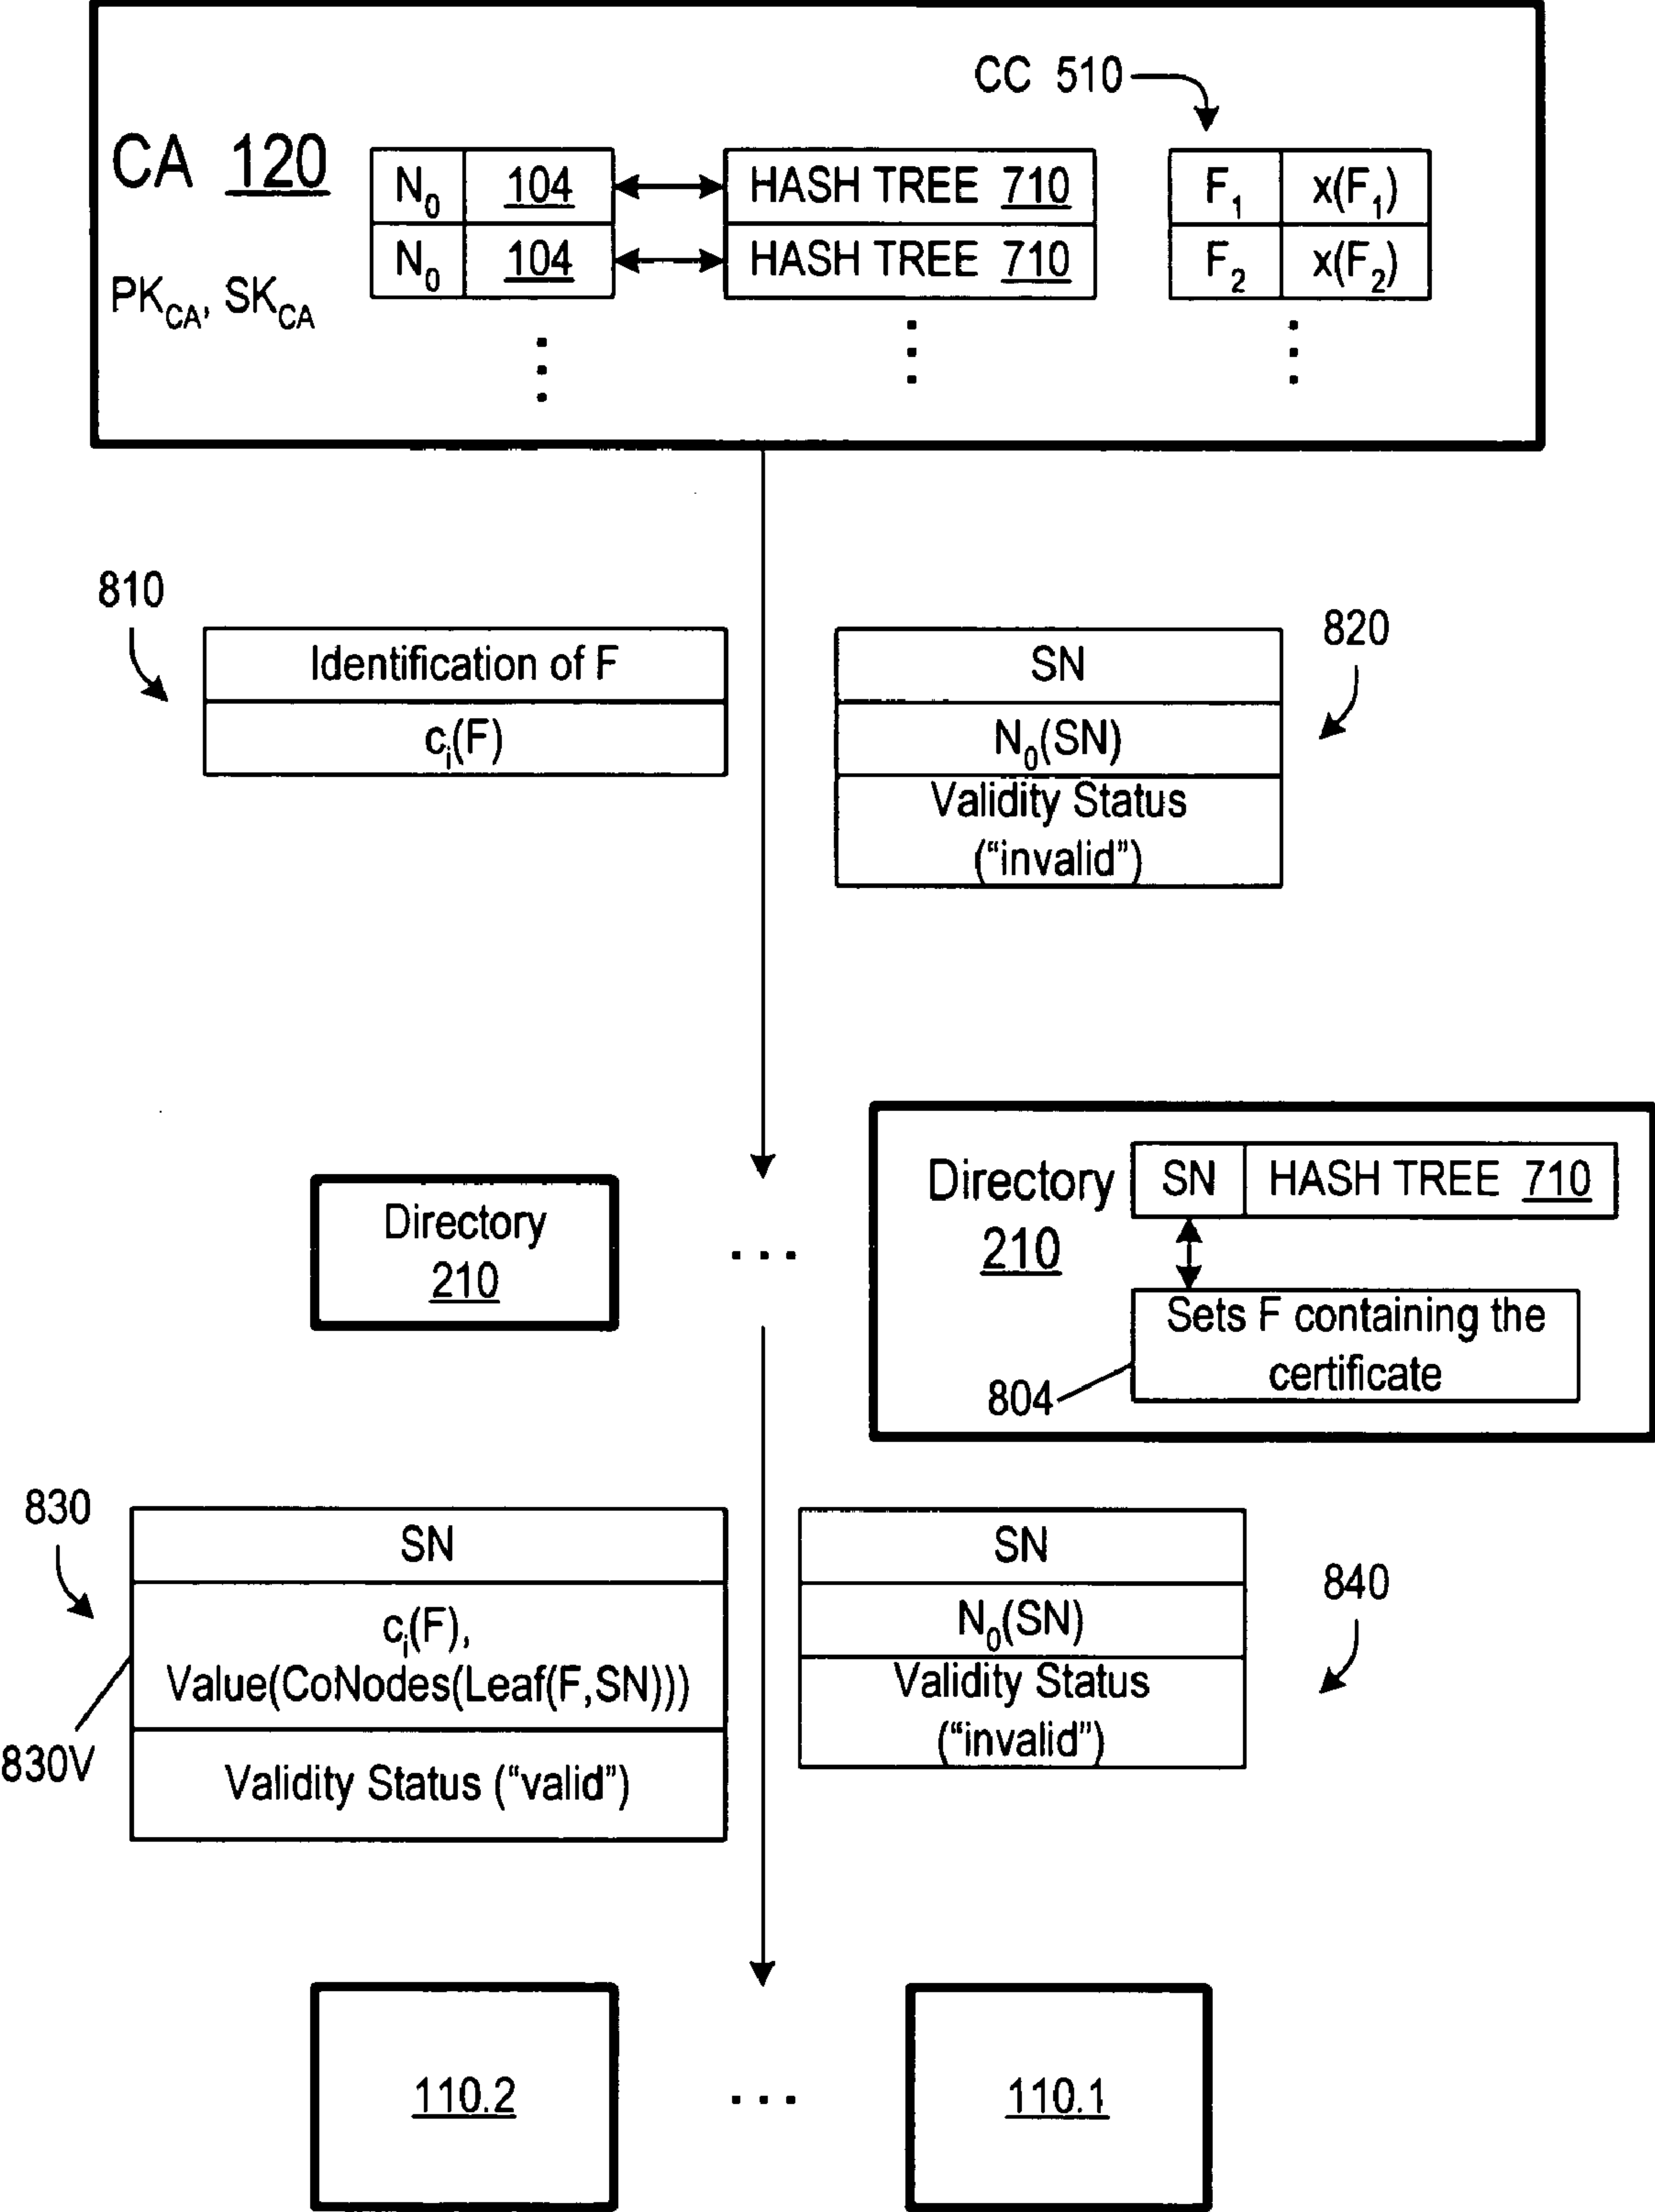 CC 510
CA 120
N₀ 104 HASH TREE 710 F₁ x(F₁)
N₀ 104 HASH TREE 710 F₂ x(F₂)
PK_CA, SK_CA
810
Identification of F
cᵢ(F)
820
SN
N₀(SN)
Validity Status
(“invalid”)
Directory
210
...
Directory
210
SN HASH TREE 710
Sets F containing the
certificate
804
830
SN
cᵢ(F),
Value(CoNodes(Leaf(F,SN)))
830V
Validity Status (“valid”)
SN
N₀(SN)
Validity Status
(“invalid”)
840
110.2 ... 110.1